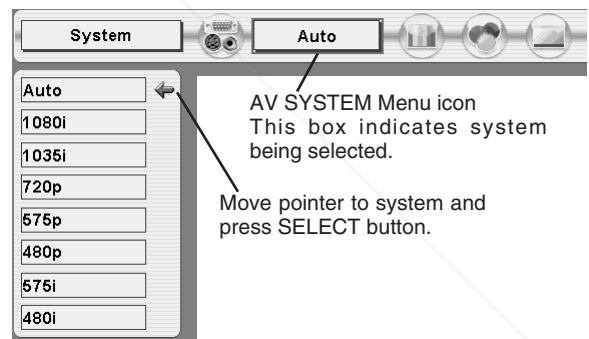 System
Auto
Auto
1080i
1035i
720p
575p
480p
575i
480i
AV SYSTEM Menu icon
This box indicates system
being selected.
Move pointer to system and
press SELECT button.